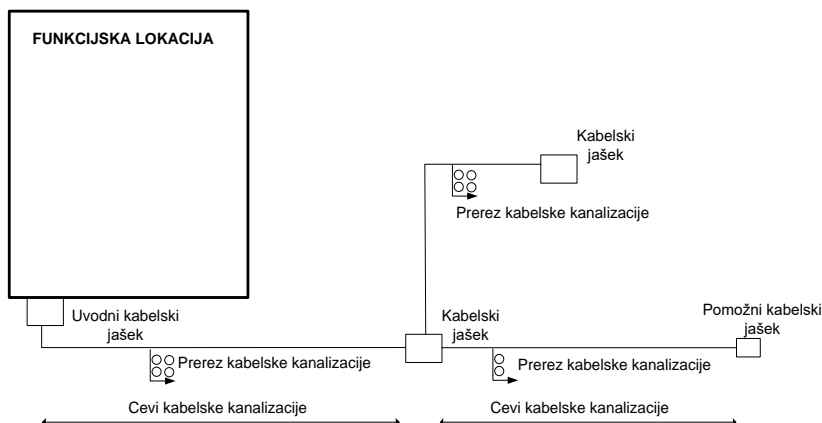 FUNKCIJSKA LOKACIJA
Kabelski
jašek
Prerez kabelske kanalizacije
Uvodni kabelski
jašek
Kabelski
jašek
Pomožni kabelski
jašek
Prerez kabelske kanalizacije
Prerez kabelske kanalizacije
Cevi kabelske kanalizacije
Cevi kabelske kanalizacije